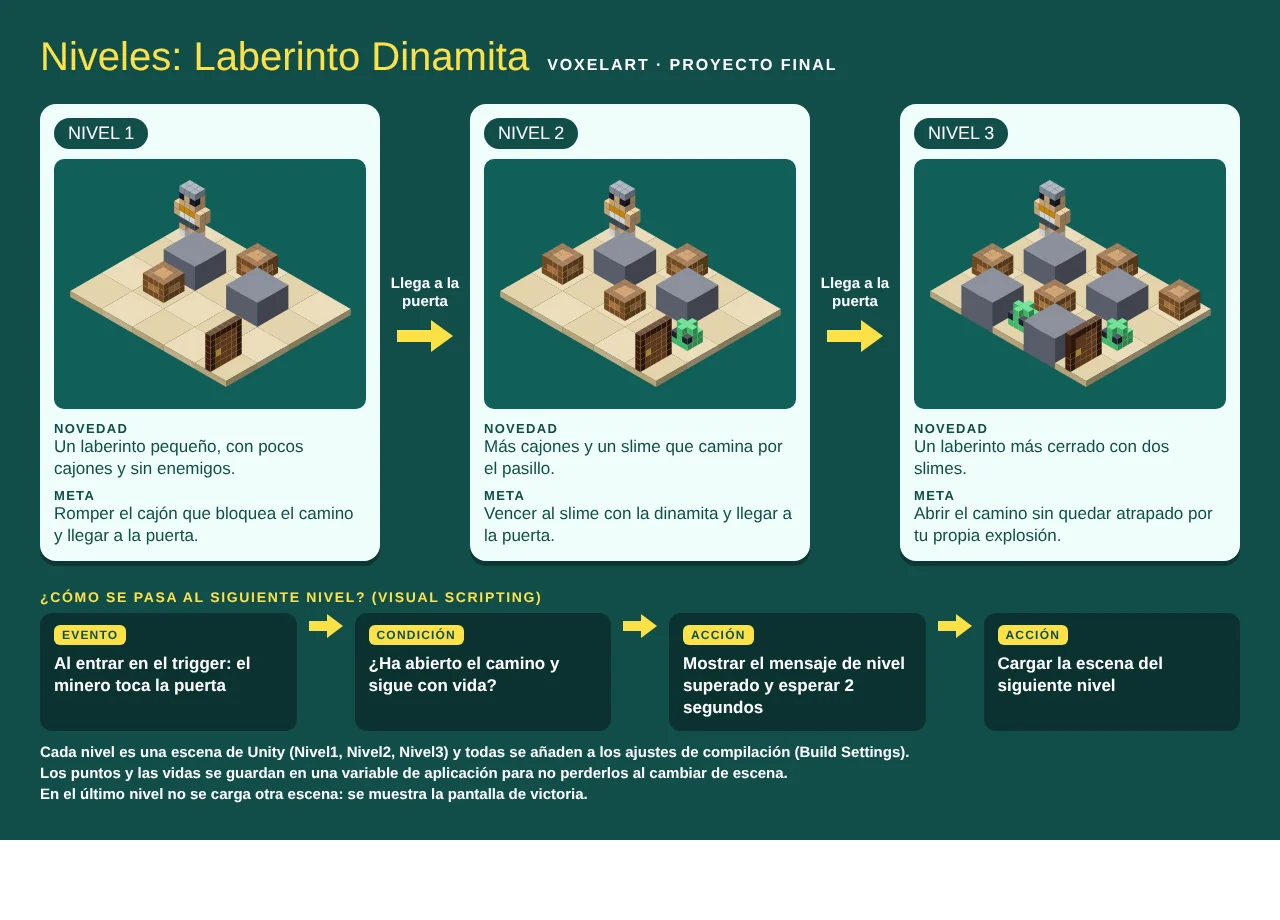 Niveles: Laberinto Dinamita VOXELART · PROYECTO FINAL
NIVEL 1
NOVEDAD
Un laberinto pequeño, con pocos
cajones y sin enemigos.
META
Romper el cajón que bloquea el camino
y llegar a la puerta.
Llega a la
puerta
NIVEL 2
NOVEDAD
Más cajones y un slime que camina por
el pasillo.
META
Vencer al slime con la dinamita y llegar a
la puerta.
Llega a la
puerta
NIVEL 3
NOVEDAD
Un laberinto más cerrado con dos
slimes.
META
Abrir el camino sin quedar atrapado por
tu propia explosión.
¿CÓMO SE PASA AL SIGUIENTE NIVEL? (VISUAL SCRIPTING)
EVENTO
Al entrar en el trigger: el
minero toca la puerta
CONDICIÓN
¿Ha abierto el camino y
sigue con vida?
ACCIÓN
Mostrar el mensaje de nivel
superado y esperar 2
segundos
ACCIÓN
Cargar la escena del
siguiente nivel
Cada nivel es una escena de Unity (Nivel1, Nivel2, Nivel3) y todas se añaden a los ajustes de compilación (Build Settings).
Los puntos y las vidas se guardan en una variable de aplicación para no perderlos al cambiar de escena.
En el último nivel no se carga otra escena: se muestra la pantalla de victoria.